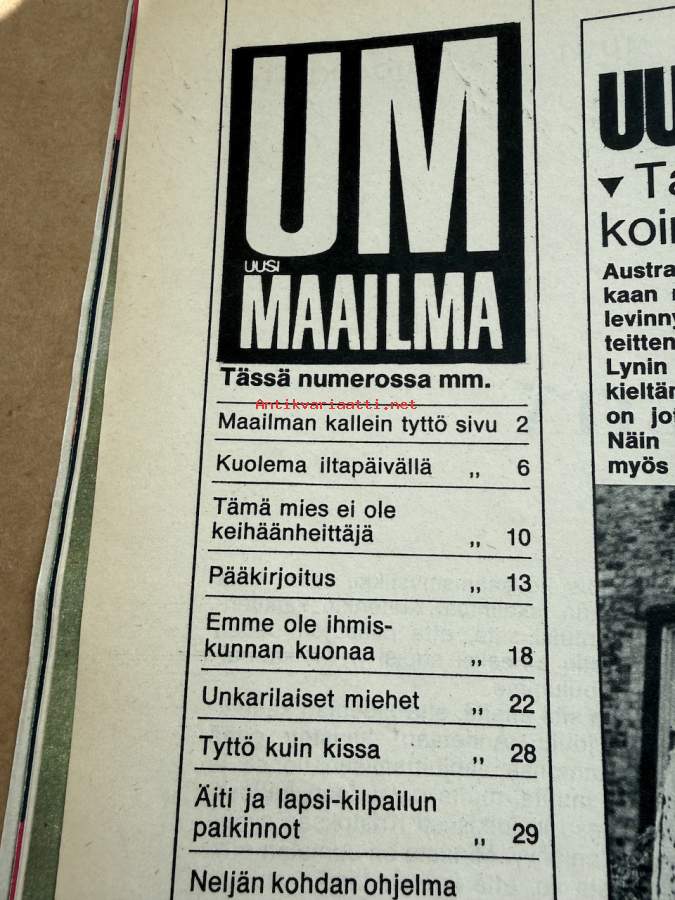 UM
UUSI
MAAILMA
Tässä numerossa mm.
Antikvariaatti.net
Maailman kallein tyttö sivu 2
Kuolema iltapäivällä „ 6
Tämä mies ei ole
keihäänheittäjä „ 10
Pääkirjoitus „ 13
Emme ole ihmis-
kunnan kuonaa „ 18
Unkarilaiset miehet „ 22
Tyttö kuin kissa „ 28
Äiti ja lapsi-kilpailun
palkinnot „ 29
Neljän kohdan ohjelma
UU
▼ Ta
koi
Austra
kaan
levinny
teitten
Lynin
kieltä
on jo
Näin
myös